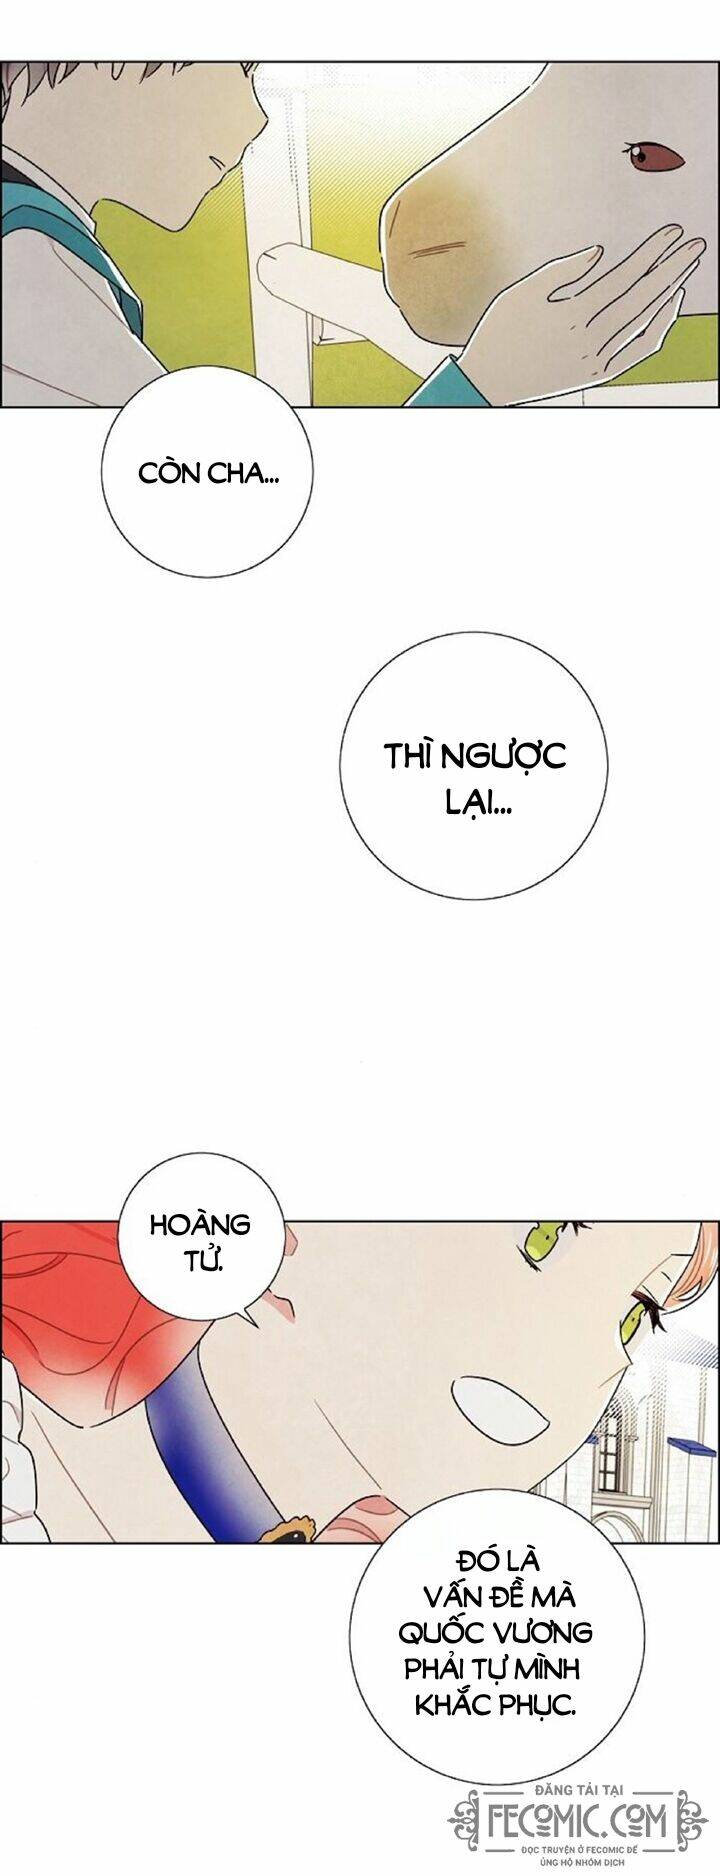 CÒN CHA...
THÌ NGƯỢC
LẠI...
HOÀNG
TỬ.
ĐÓ LÀ
VẤN ĐỀ MÀ
QUỐC VƯƠNG
PHẢI TỰ MÌNH
KHẮC PHỤC.
ĐĂNG TẢI TẠI
FECOMIC.COM
ĐỌC TRUYỆN Ở FECOMIC ĐỂ
ỦNG HỘ NHÓM DỊCH